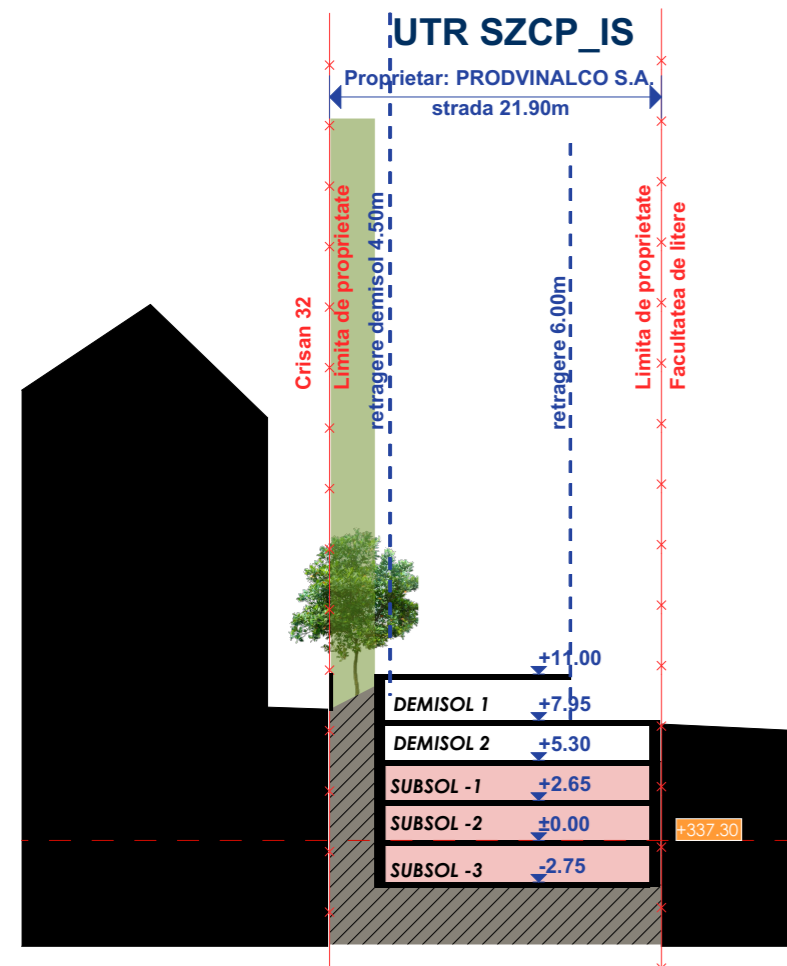 UTR SZCP_IS
Proprietar: PRODVINALCO S.A.
strada 21.90m
Crisan 32
Limita de proprietate
retragere demisol 4.50m
retragere 6.00m
Limita de proprietate
Facultatea de litere
+11.00
DEMISOL 1
+7.95
DEMISOL 2
+5.30
SUBSOL -1
+2.65
SUBSOL -2
±0.00
+337.30
SUBSOL -3
-2.75